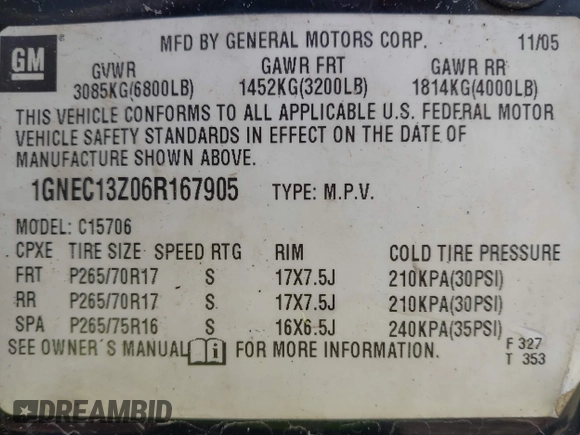 GM
MFD BY GENERAL MOTORS CORP. 11/05
GVWR GAWR FRT GAWR RR
3085KG(6800LB) 1452KG(3200LB) 1814KG(4000LB)
THIS VEHICLE CONFORMS TO ALL APPLICABLE U.S. FEDERAL MOTOR
VEHICLE SAFETY STANDARDS IN EFFECT ON THE DATE OF
MANUFACTURE SHOWN ABOVE.
1GNEC13Z06R167905 TYPE: M.P.V.
MODEL: C15706
CPXE TIRE SIZE SPEED RTG RIM COLD TIRE PRESSURE
FRT P265/70R17 S 17X7.5J 210KPA(30PSI)
RR P265/70R17 S 17X7.5J 210KPA(30PSI)
SPA P265/75R16 S 16X6.5J 240KPA(35PSI)
SEE OWNER'S MANUAL i FOR MORE INFORMATION.
F 327
T 353
DREAMBID